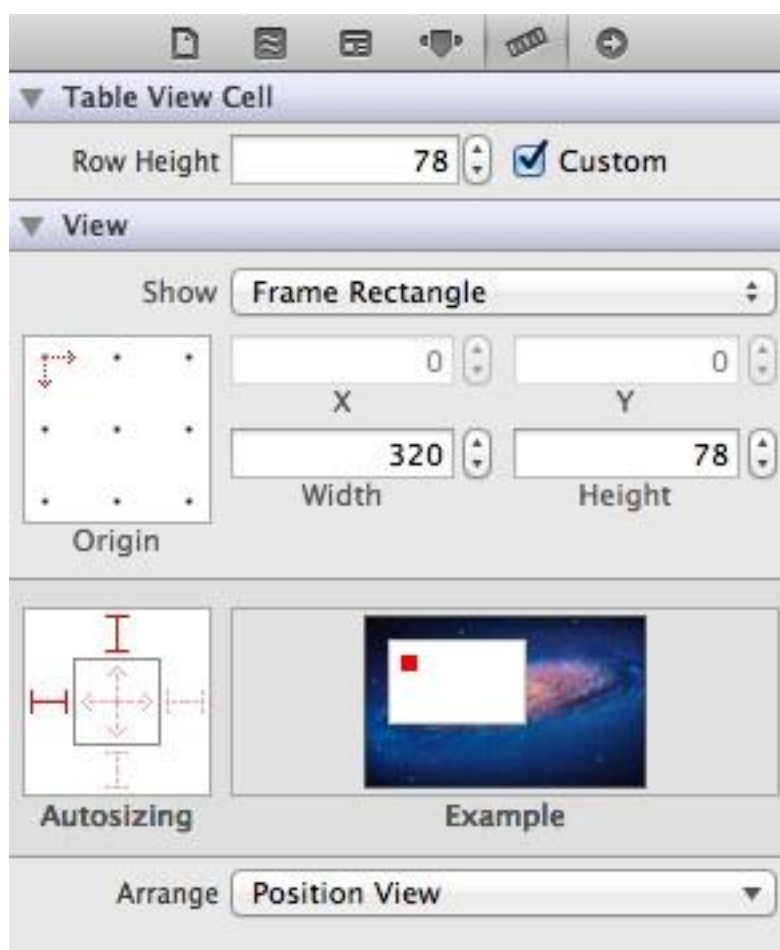 Table View Cell
Row Height 78 Custom
View
Show Frame Rectangle
0 0
X Y
320 78
Width Height
Origin
Autosizing Example
Arrange Position View